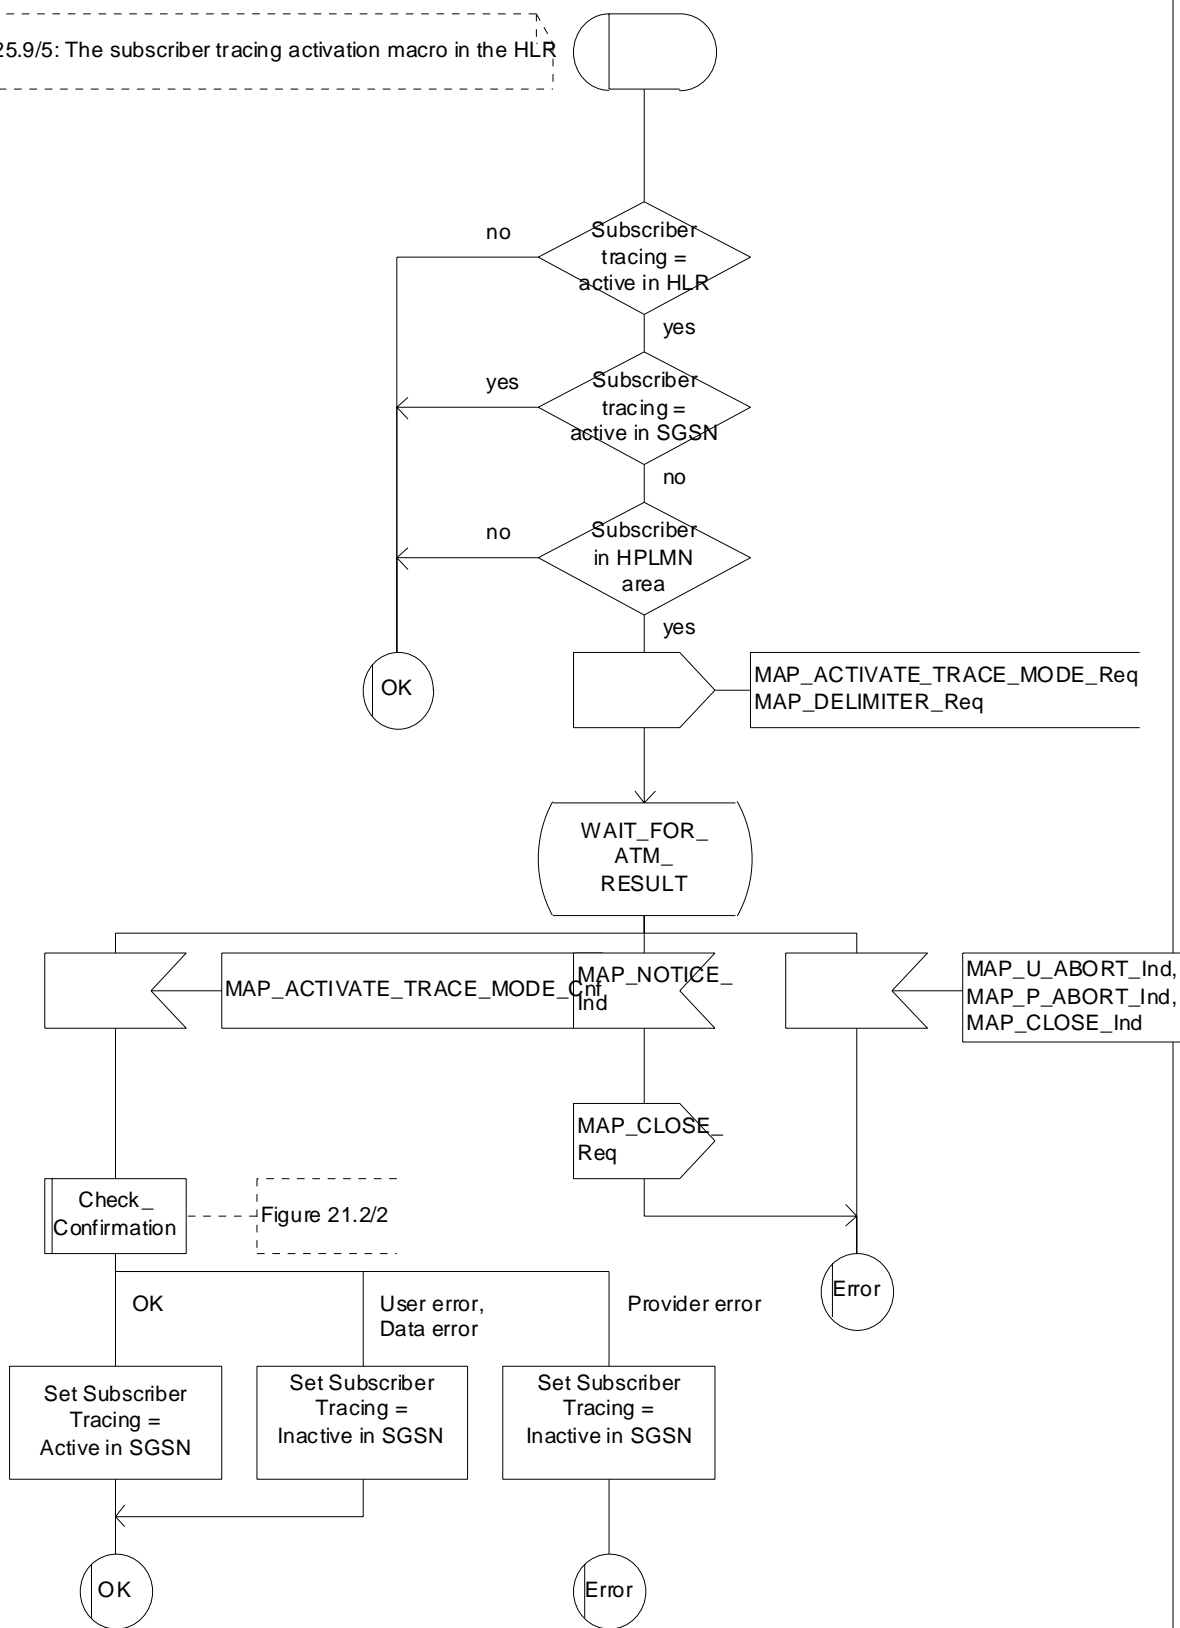 25.9/5: The subscriber tracing activation macro in the HLR
no
Subscriber
tracing =
active in HLR
yes
yes
Subscriber
tracing =
active in SGSN
no
no
Subscriber
in HPLMN
area
yes
OK
MAP_ACTIVATE_TRACE_MODE_Req
MAP_DELIMITER_Req
WAIT_FOR_
ATM_
RESULT
MAP_ACTIVATE_TRACE_MODE_Cnf
MAP_NOTICE_
Ind
MAP_U_ABORT_Ind,
MAP_P_ABORT_Ind,
MAP_CLOSE_Ind
MAP_CLOSE_
Req
Check_
Confirmation
Figure 21.2/2
Error
OK
User error,
Data error
Provider error
Set Subscriber
Tracing =
Active in SGSN
Set Subscriber
Tracing =
Inactive in SGSN
Set Subscriber
Tracing =
Inactive in SGSN
OK
Error